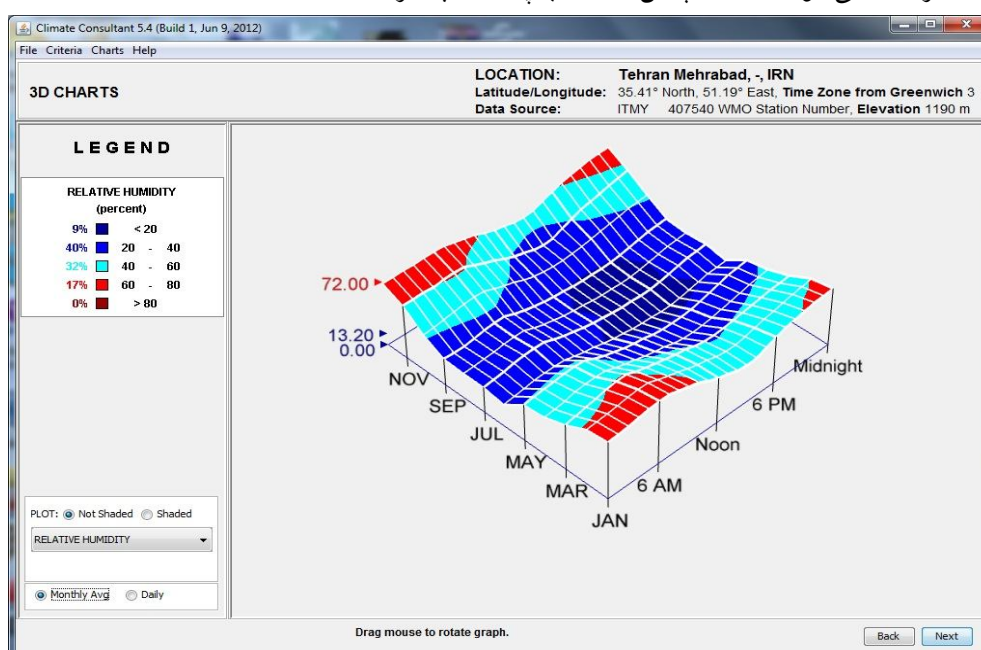 Climate Consultant 5.4 (Build 1, Jun 9, 2012)
File Criteria Charts Help
3D CHARTS
LOCATION: Tehran Mehrabad, -, IRN
Latitude/Longitude: 35.41° North, 51.19° East, Time Zone from Greenwich 3
Data Source: ITMY 407540 WMO Station Number, Elevation 1190 m
LEGEND
RELATIVE HUMIDITY
(percent)
9% < 20
40% 20 - 40
32% 40 - 60
17% 60 - 80
0% > 80
72.00
13.20
0.00
NOV
SEP
JUL
MAY
MAR
JAN
6 AM
Noon
6 PM
Midnight
PLOT: Not Shaded Shaded
RELATIVE HUMIDITY
Monthly Avg Daily
Drag mouse to rotate graph.
Back Next